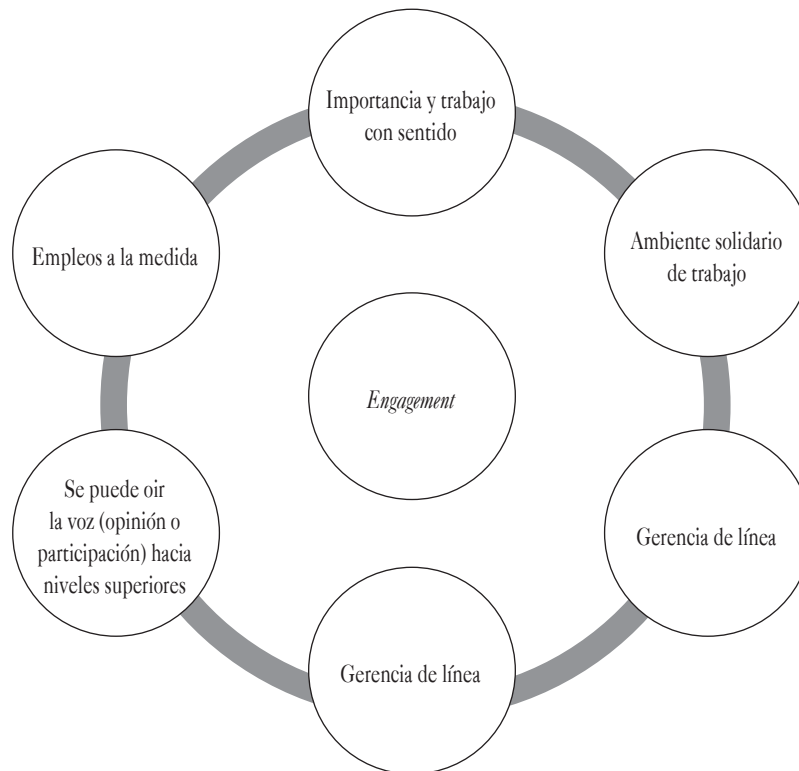 Importancia y trabajo
con sentido
Empleos a la medida
Ambiente solidario
de trabajo
Engagement
Se puede oir
la voz (opinión o
participación) hacia
niveles superiores
Gerencia de línea
Gerencia de línea